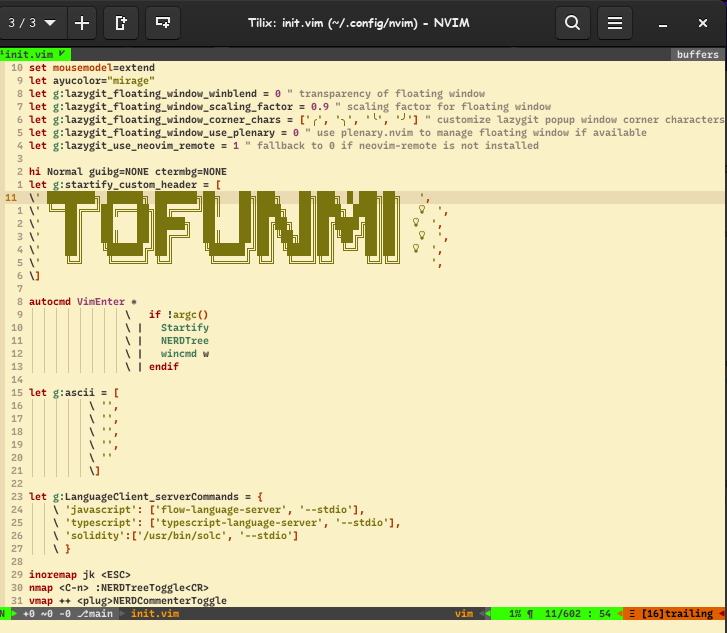 3 / 3
Tilix: init.vim (~/.config/nvim) - NVIM
init.vim
buffers
10 set mousemodel=extend
9 let ayucolor="mirage"
8 let g:lazygit_floating_window_winblend = 0 " transparency of floating window
7 let g:lazygit_floating_window_scaling_factor = 0.9 " scaling factor for floating window
6 let g:lazygit_floating_window_corner_chars = ['╭', '╮', '╰', '╯'] " customize lazygit popup window corner characters
5 let g:lazygit_floating_window_use_plenary = 0 " use plenary.nvim to manage floating window if available
4 let g:lazygit_use_neovim_remote = 1 " fallback to 0 if neovim-remote is not installed
3
2 hi Normal guibg=NONE ctermbg=NONE
1 let g:startify_custom_header = [
11 \' ',
1 \' ',
2 \' TOFUNMI ',
3 \' ',
4 \' ',
5 \' ',
6 \]
7
8 autocmd VimEnter *
9 \ if !argc()
10 \ | Startify
11 \ | NERDTree
12 \ | wincmd w
13 \ | endif
14
15 let g:ascii = [
16 \ '',
17 \ '',
18 \ '',
19 \ '',
20 \ ''
21 \]
22
23 let g:LanguageClient_serverCommands = {
24 \ 'javascript': ['flow-language-server', '--stdio'],
25 \ 'typescript': ['typescript-language-server', '--stdio'],
26 \ 'solidity':['/usr/bin/solc', '--stdio']
27 \ }
28
29 inoremap jk <ESC>
30 nmap <C-n> :NERDTreeToggle<CR>
31 vmap ++ <plug>NERDCommenterToggle
N +0 ~0 -0 main init.vim vim 1% ¶ 11/602 : 54 Ξ [16]trailing